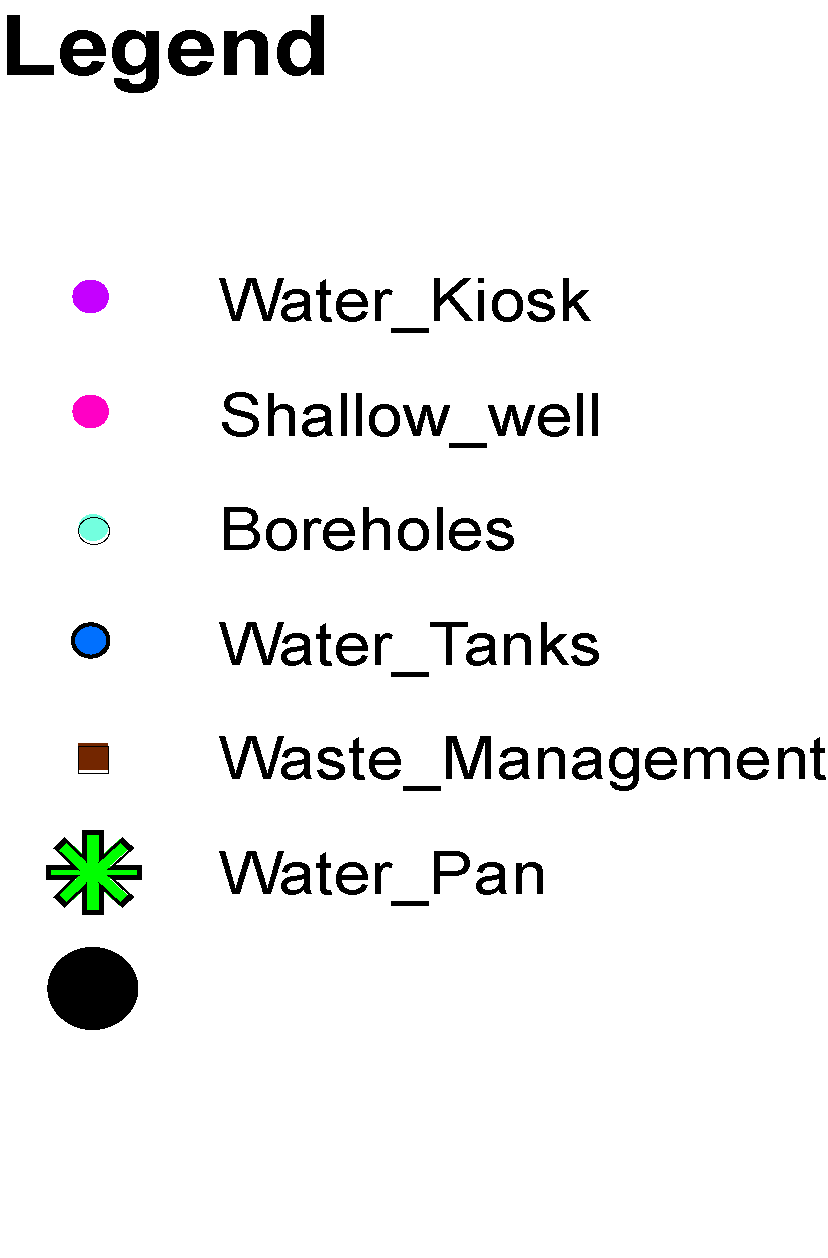 Legend
Water_Kiosk
Shallow_well
Boreholes
Water_Tanks
Waste_Management
Water_Pan